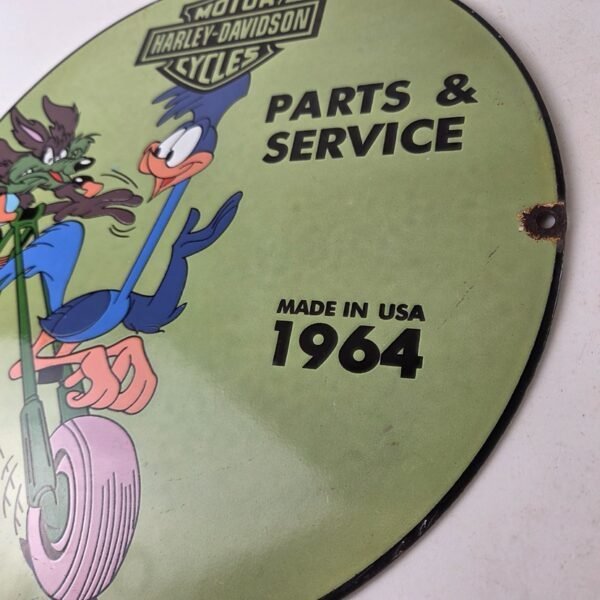 MOTOR
HARLEY-DAVIDSON
CYCLES
PARTS &
SERVICE
MADE IN USA
1964